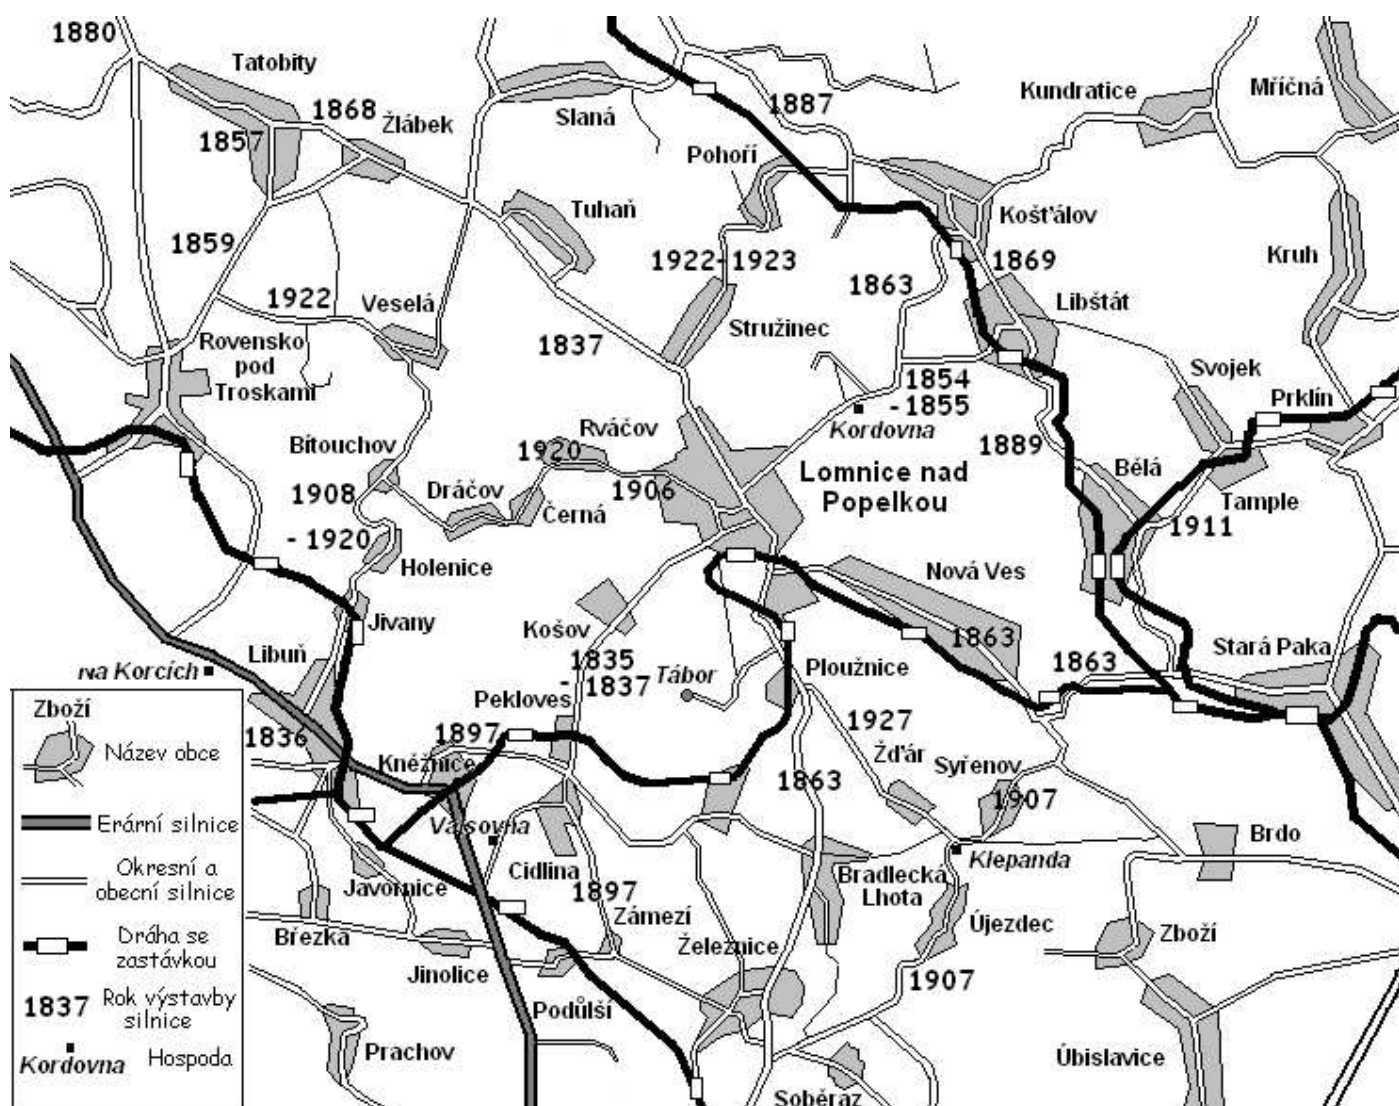 1880
Tatobity
1868
Žlábek
1857
Slaná
1887
Kundratice
Mříčná
Pohoří
Tuhaň
Košťálov
1859
1922-1923
1863
1869
Kruh
1922
Veselá
Libštát
Rovensko
pod
Troskami
Stružinec
1837
1854
- 1855
Svojek
Prklín
Kordovna
Bítouchov
Rváčov
1920
1889
Bělá
Lomnice nad
Popelkou
1908
- 1920
Dráčov
Černá
1906
Tample
1911
Holenice
Nová Ves
Jivany
Košov
1863
Libuň
1835
- 1837
Tábor
Ploužnice
1863
Stará Paka
Na Korcích
Pekloves
1836
1897
Kněžnice
1927
Žďár
Syřenov
1863
1907
Valšovna
Brdo
Klepanda
Javornice
Cidlina
1897
Bradlecká
Lhota
Březka
Zámezí
Železnice
Újezdec
Zboží
Jinolice
1907
Podůlší
Prachov
Soběraz
Úbislavice
Zboží
Název obce
Erární silnice
Okresní a
obecní silnice
Dráha se
zastávkou
1837 Rok výstavby
silnice
Kordovna Hospoda